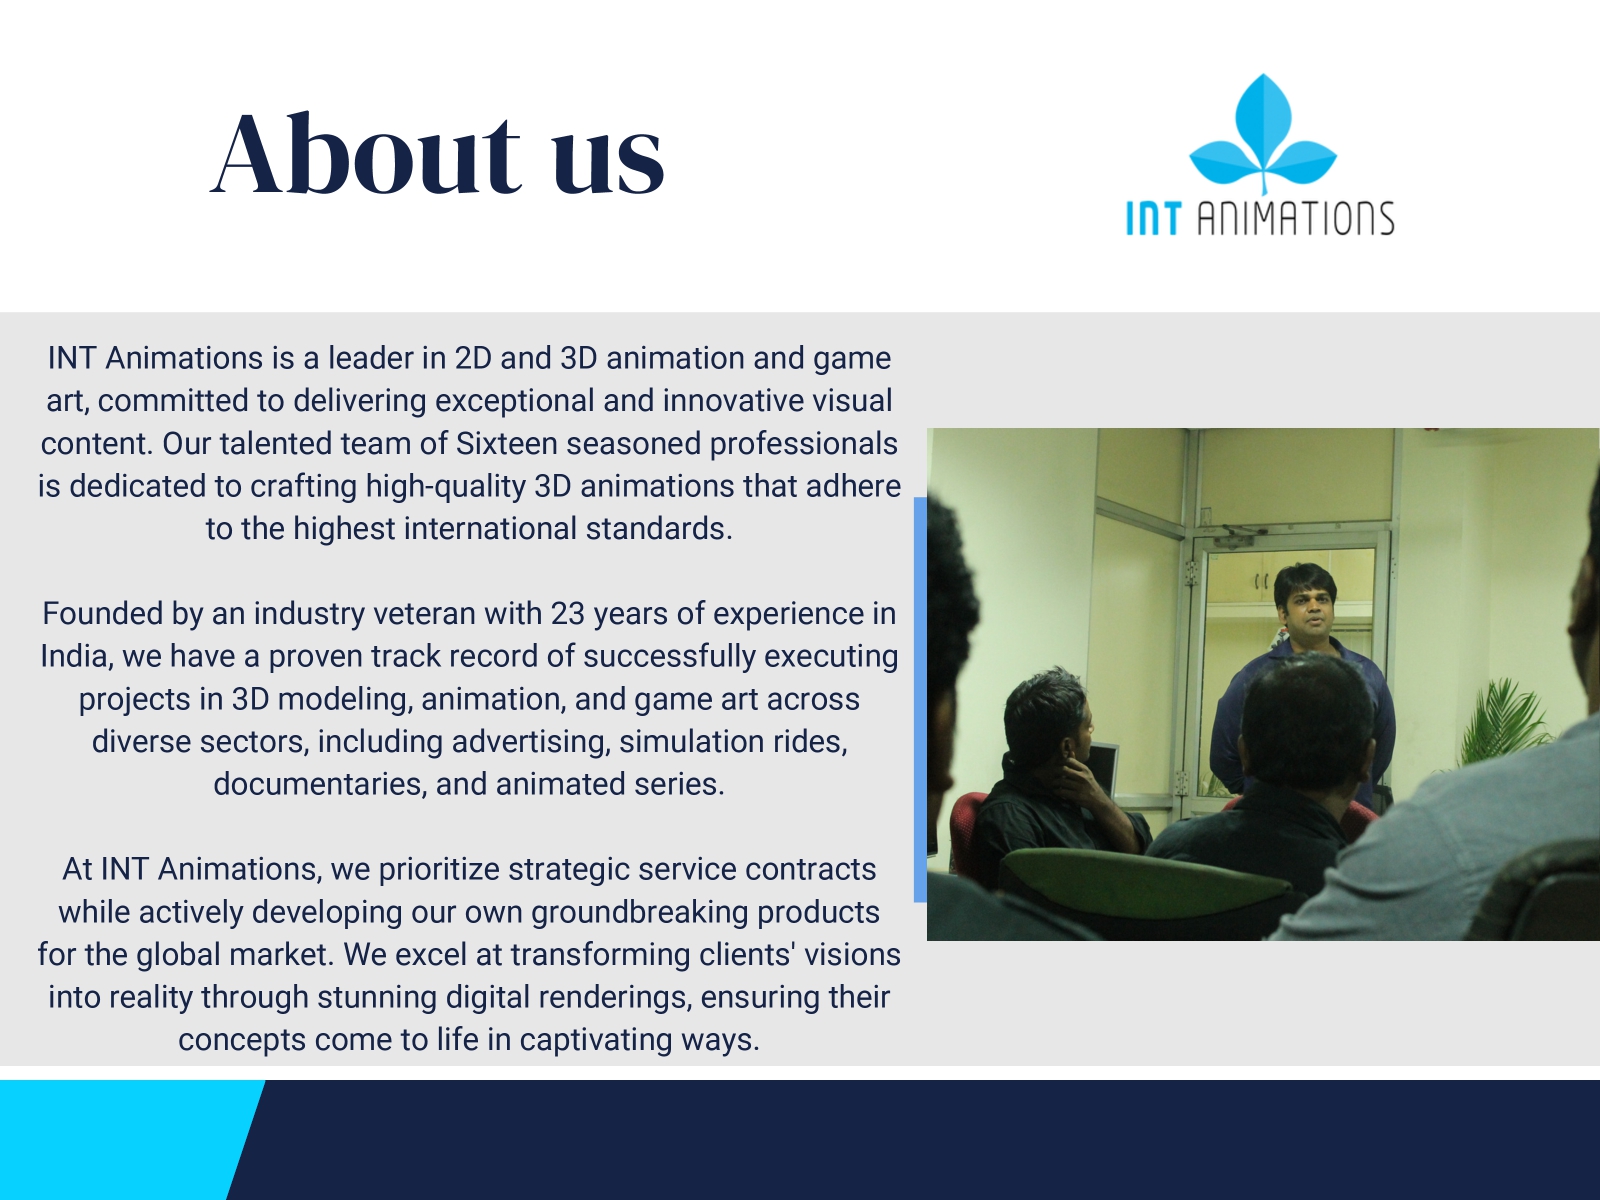 About us
INT ANIMATIONS
INT Animations is a leader in 2D and 3D animation and game
art, committed to delivering exceptional and innovative visual
content. Our talented team of Sixteen seasoned professionals
is dedicated to crafting high-quality 3D animations that adhere
to the highest international standards.
Founded by an industry veteran with 23 years of experience in
India, we have a proven track record of successfully executing
projects in 3D modeling, animation, and game art across
diverse sectors, including advertising, simulation rides,
documentaries, and animated series.
At INT Animations, we prioritize strategic service contracts
while actively developing our own groundbreaking products
for the global market. We excel at transforming clients' visions
into reality through stunning digital renderings, ensuring their
concepts come to life in captivating ways.